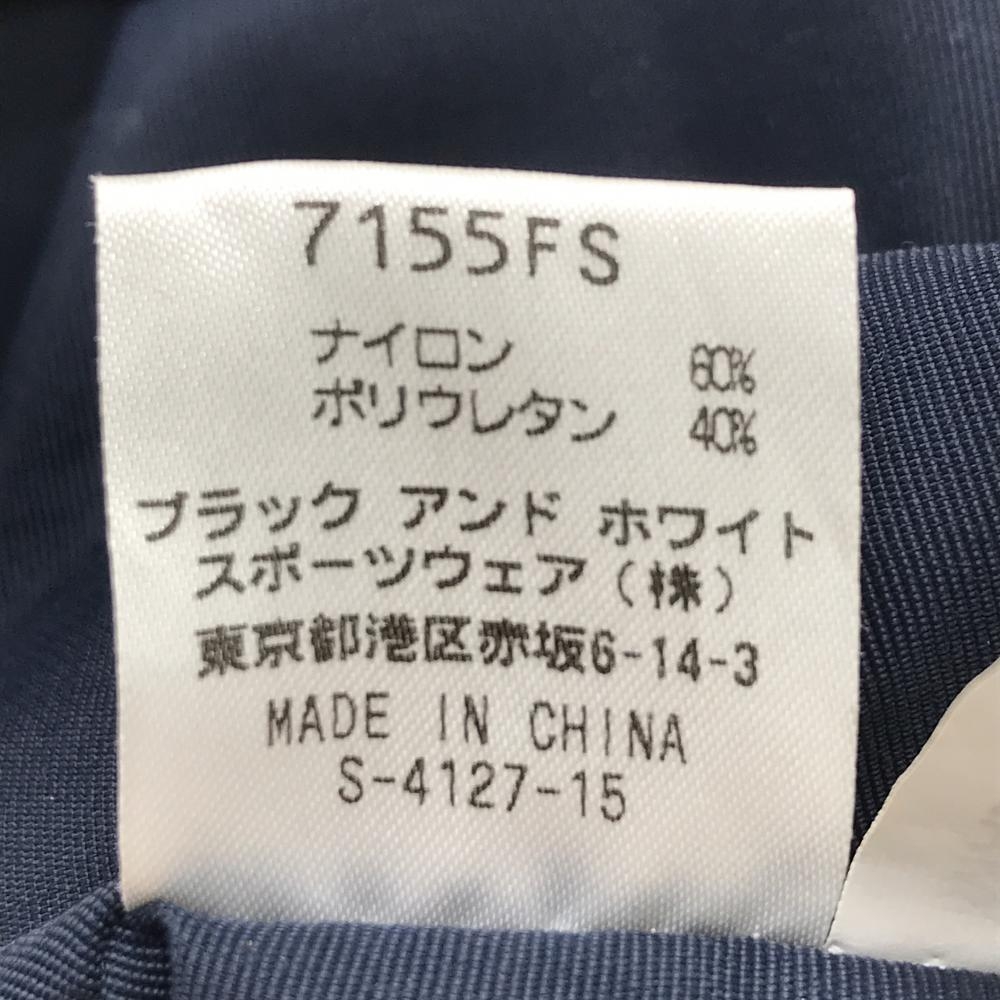 7155FS
ナイロン 60%
ポリウレタン 40%
ブラック アンド ホワイト
スポーツウェア(株)
東京都港区赤坂6-14-3
MADE IN CHINA
S-4127-15